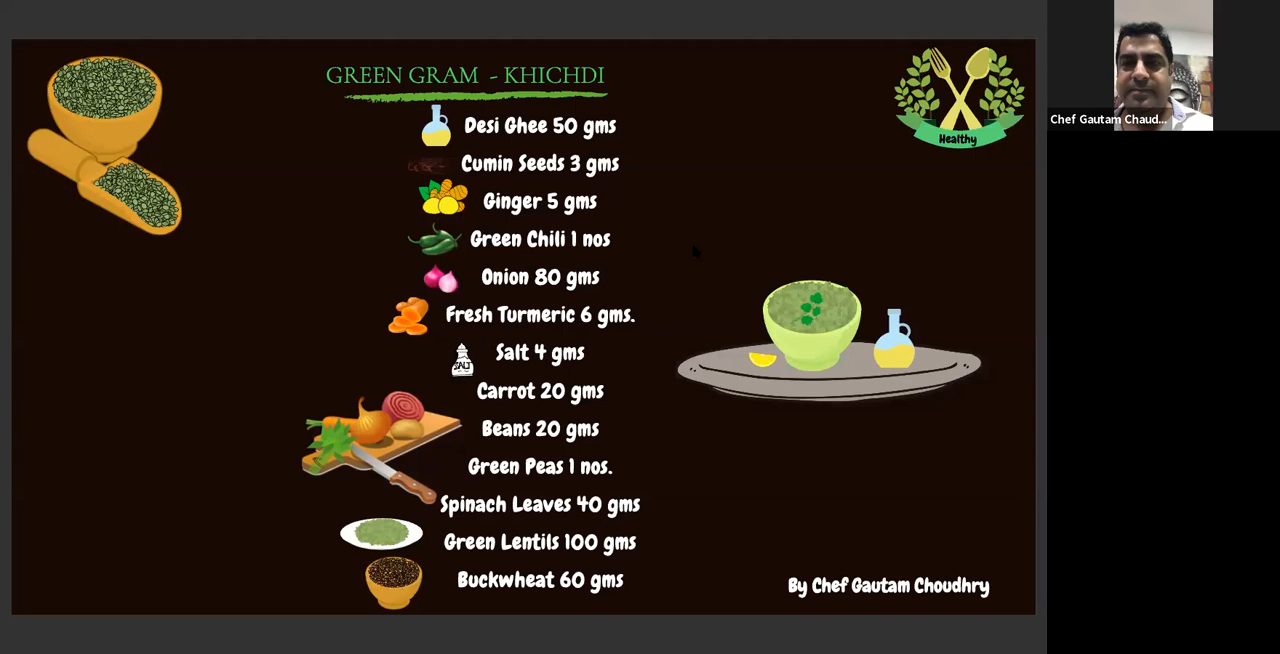 GREEN GRAM - KHICHDI
Desi Ghee 50 gms
Cumin Seeds 3 gms
Ginger 5 gms
Green Chili 1 nos
Onion 80 gms
Fresh Turmeric 6 gms.
Salt 4 gms
SALT
Carrot 20 gms
Beans 20 gms
Green Peas 1 nos.
Spinach Leaves 40 gms
Green Lentils 100 gms
Buckwheat 60 gms
Healthy
By Chef Gautam Choudhry
Chef Gautam Chaud...